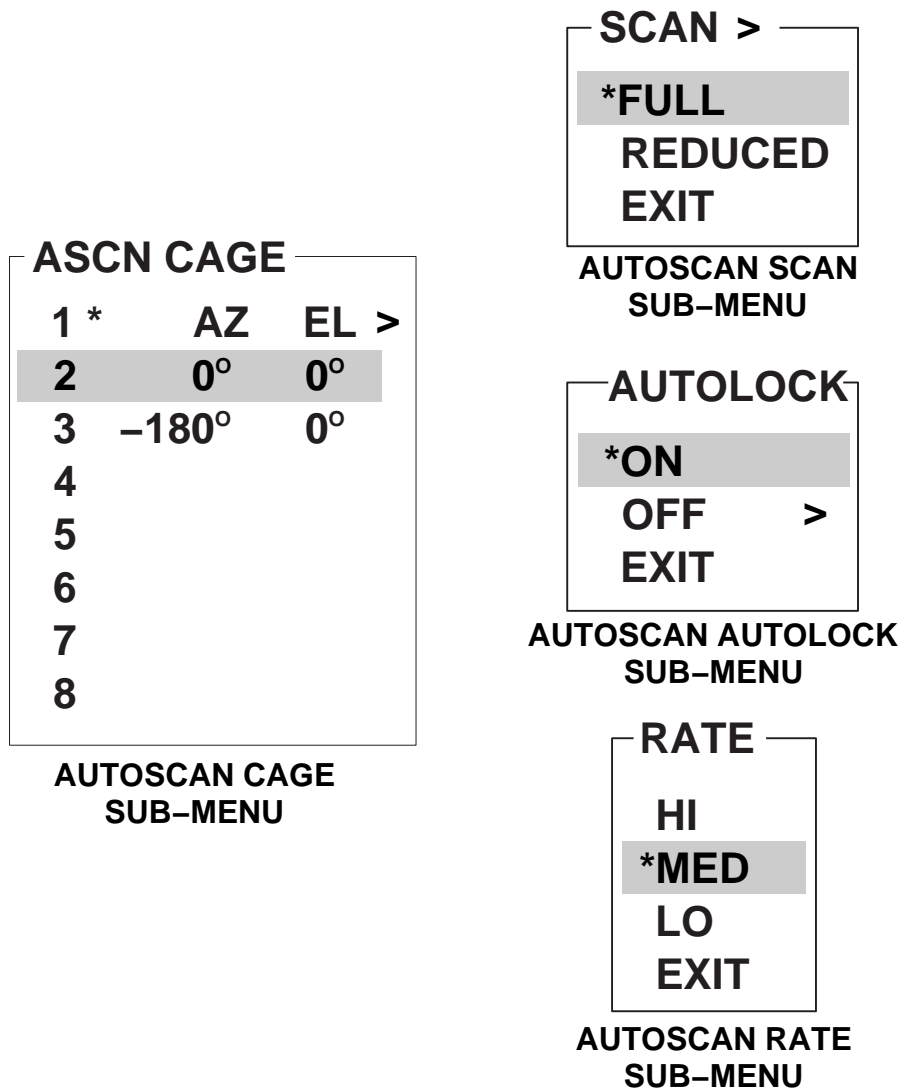 SCAN >
*FULL
REDUCED
EXIT
AUTOSCAN SCAN
SUB–MENU
ASCN CAGE
1 * AZ EL >
2 0° 0°
3 –180° 0°
4
5
6
7
8
AUTOSCAN CAGE
SUB–MENU
AUTOLOCK
*ON
OFF >
EXIT
AUTOSCAN AUTOLOCK
SUB–MENU
RATE
HI
*MED
LO
EXIT
AUTOSCAN RATE
SUB–MENU